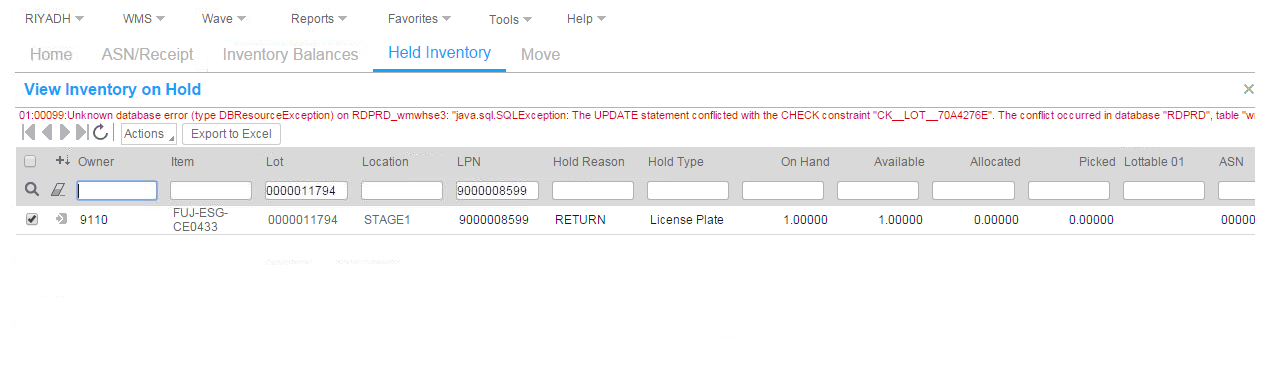 RIYADH WMS Wave Reports Favorites Tools Help
Home ASN/Receipt Inventory Balances Held Inventory Move
View Inventory on Hold
01:00099:Unknown database error (type DBResourceException) on RDPRD_wmwhse3: "java.sql.SQLException: The UPDATE statement conflicted with the CHECK constraint "CK__LOT__70A4276E". The conflict occurred in database "RDPRD", table "w
Actions Export to Excel
Owner Item Lot Location LPN Hold Reason Hold Type On Hand Available Allocated Picked Lottable 01 ASN
0000011794 9000008599
9110 FUJ-ESG-CE0433 0000011794 STAGE1 9000008599 RETURN License Plate 1.00000 1.00000 0.00000 0.00000 00000